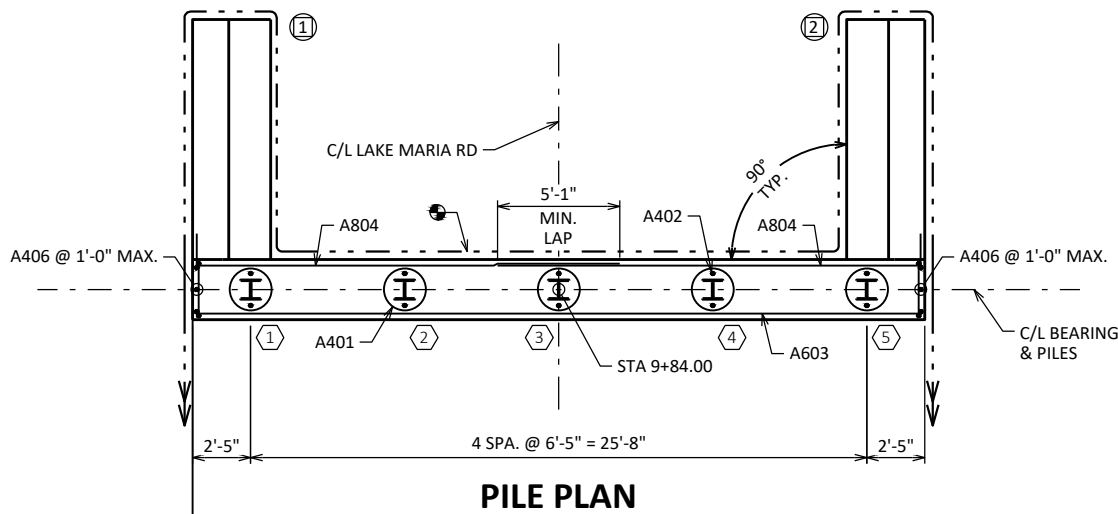 1
2
C/L LAKE MARIA RD
90°
TYP.
5'-1"
MIN.
LAP
A804
A402
A804
A406 @ 1'-0" MAX.
A406 @ 1'-0" MAX.
1
A401
2
3
4
A603
5
C/L BEARING
& PILES
STA 9+84.00
2'-5"
4 SPA. @ 6'-5" = 25'-8"
2'-5"
PILE PLAN